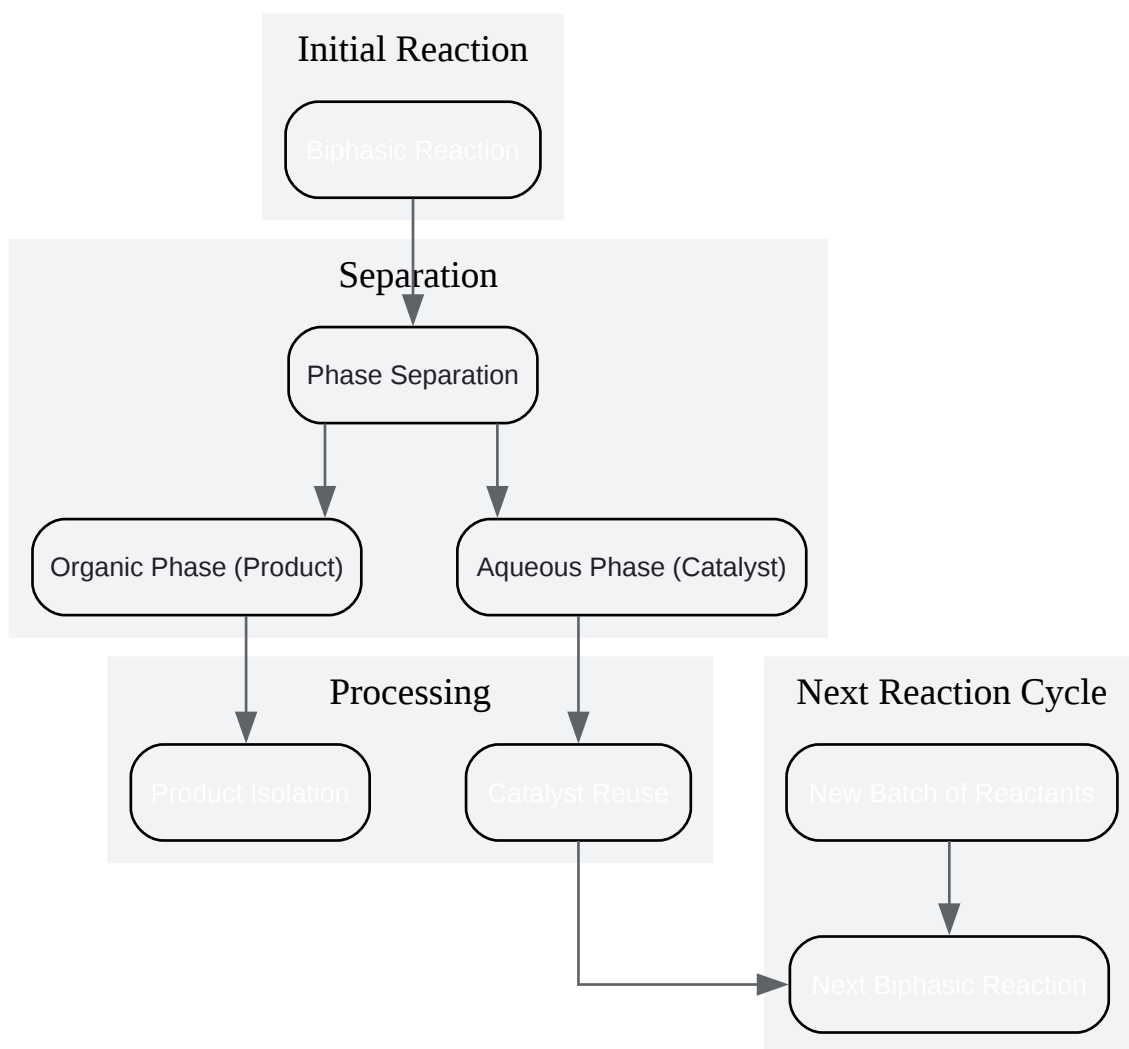 Initial Reaction
Biphasic Reaction
Separation
Phase Separation
Organic Phase (Product)
Aqueous Phase (Catalyst)
Processing
Next Reaction Cycle
Product Isolation
Catalyst Reuse
New Batch of Reactants
Next Biphasic Reaction